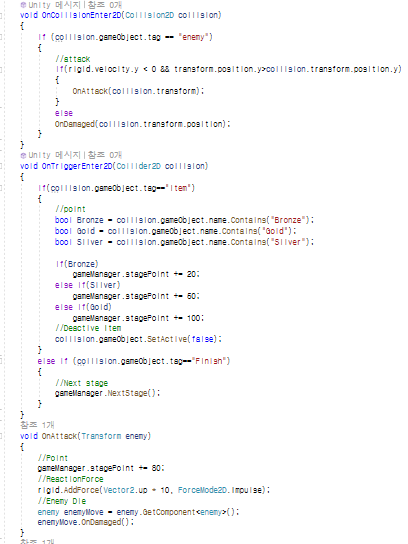 Unity 메시지 | 참조 0개
void OnCollisionEnter2D(Collision2D collision)
{
if (collision.gameObject.tag == "enemy")
{
//attack
if(rigid.velocity.y < 0 && transform.position.y>collision.transform.position.y)
{
OnAttack(collision.transform);
}
else
OnDamaged(collision.transform.position);
}
}
Unity 메시지 | 참조 0개
void OnTriggerEnter2D(Collider2D collision)
{
if(collision.gameObject.tag=="Item")
{
//point
bool Bronze = collision.gameObject.name.Contains("Bronze");
bool Gold = collision.gameObject.name.Contains("Gold");
bool Silver = collision.gameObject.name.Contains("Silver");
if(Bronze)
gameManager.stagePoint += 20;
else if(Silver)
gameManager.stagePoint += 50;
else if(Gold)
gameManager.stagePoint += 100;
//Deactive Item
collision.gameObject.SetActive(false);
}
else if (collision.gameObject.tag=="Finish")
{
//Next stage
gameManager.NextStage();
}
}
참조 1개
void OnAttack(Transform enemy)
{
//Point
gameManager.stagePoint += 80;
//ReactionForce
rigid.AddForce(Vector2.up * 10, ForceMode2D.Impulse);
//Enemy Die
enemy enemyMove = enemy.GetComponent<enemy>();
enemyMove.OnDamaged();
}
참조 1개